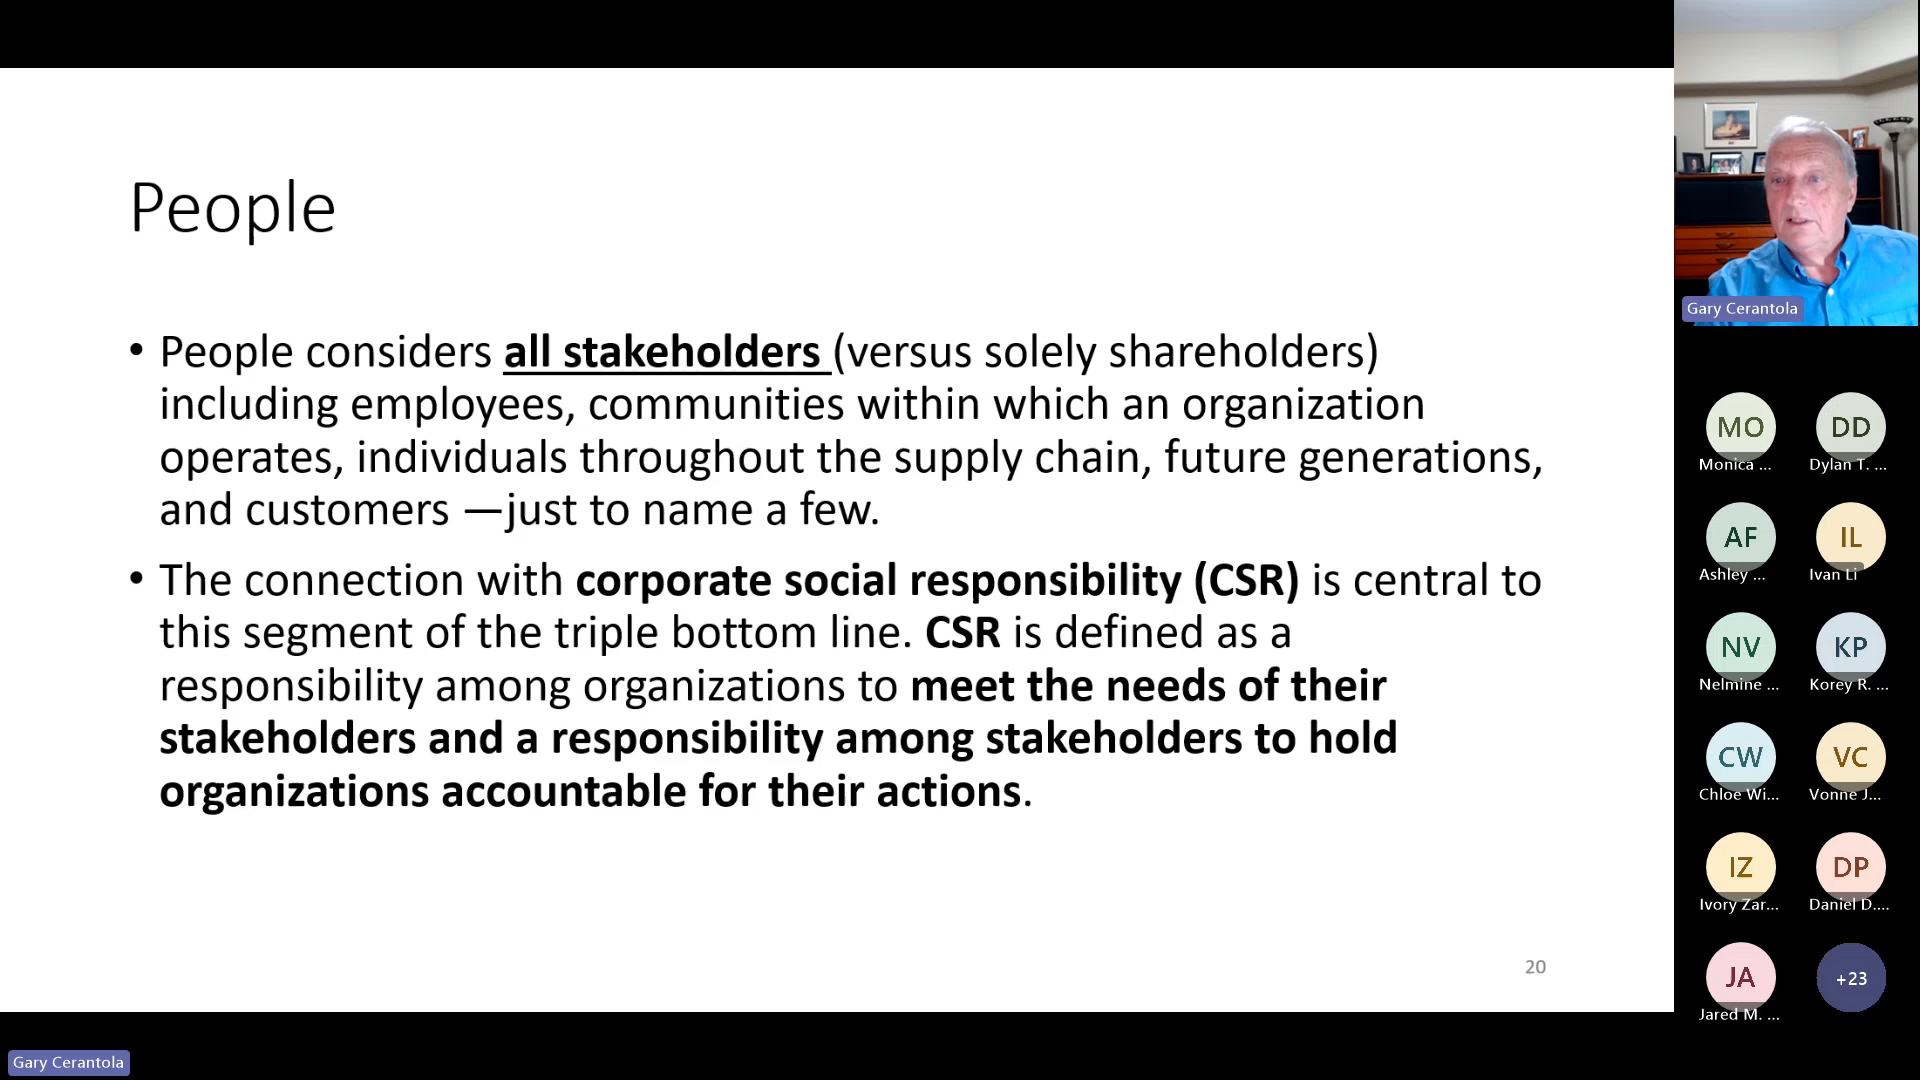 People
• People considers all stakeholders (versus solely shareholders)
including employees, communities within which an organization
operates, individuals throughout the supply chain, future generations,
and customers —just to name a few.
• The connection with corporate social responsibility (CSR) is central to
this segment of the triple bottom line. CSR is defined as a
responsibility among organizations to meet the needs of their
stakeholders and a responsibility among stakeholders to hold
organizations accountable for their actions.
20
Gary Cerantola
Gary Cerantola
MO
DD
Monica ...
Dylan T. ...
AF
IL
Ashley ...
Ivan Li
NV
KP
Nelmine ...
Korey R. ...
CW
VC
Chloe Wi...
Vonne J...
IZ
DP
Ivory Zar...
Daniel D....
JA
+23
Jared M. ...